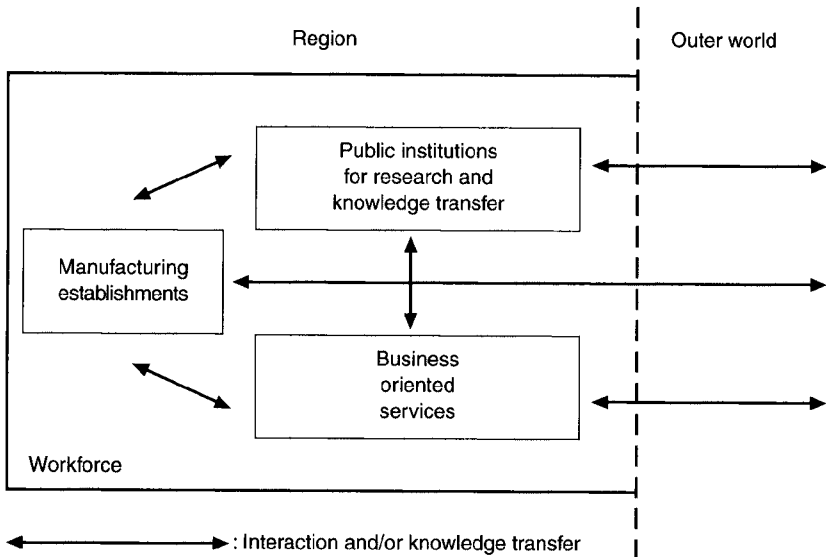 Region
Outer world
Public institutions
for research and
knowledge transfer
Manufacturing
establishments
Business
oriented
services
Workforce
: Interaction and/or knowledge transfer